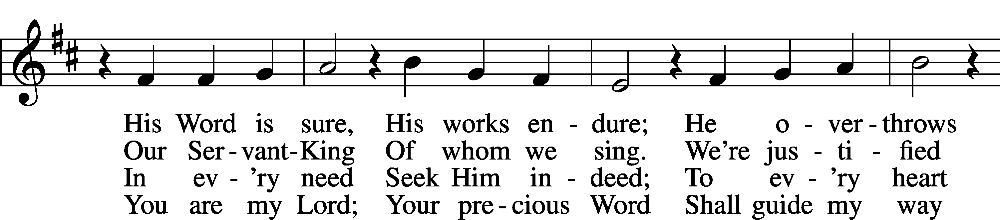 His Word is sure, His works en - dure; He o - ver - throws
Our Ser - vant - King Of whom we sing. We’re jus - ti - fied
In ev - ’ry need Seek Him in - deed; To ev - ’ry heart
You are my Lord; Your pre - cious Word Shall guide my way